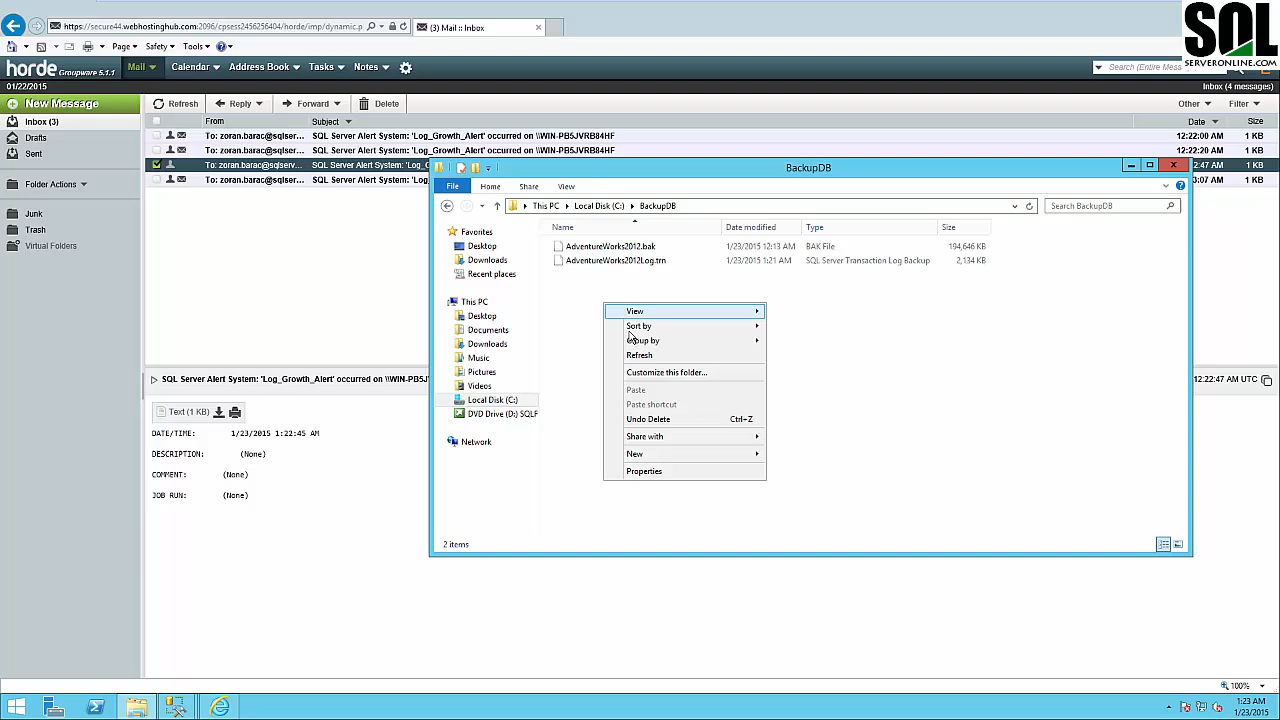 https://secure44.webhostinghub.com:2096/cpsess2456256404/horde/imp/dynamic.p
(3) Mail :: Inbox
SQL
SERVERONLINE.COM
Page Safety Tools
horde Groupware 5.1.1 Mail Calendar Address Book Tasks Notes
Search (Entire Mess
01/22/2015
Inbox (4 messages)
New Message
Refresh Reply Forward Delete Other Filter
Inbox (3)
Drafts
Sent
Folder Actions
Junk
Trash
Virtual Folders
From Subject Date Size
To: zoran.barac@sqlser... SQL Server Alert System: 'Log_Growth_Alert' occurred on \\WIN-PB5JVRB84HF 12:22:00 AM 1 KB
To: zoran.barac@sqlser... SQL Server Alert System: 'Log_Growth_Alert' occurred on \\WIN-PB5JVRB84HF 12:22:20 AM 1 KB
To: zoran.barac@sqlserv... SQL Server Alert System: 'Log_G 2:47 AM 1 KB
To: zoran.barac@sqlser... SQL Server Alert System: 'Log_ 3:07 AM 1 KB
BackupDB
File Home Share View
This PC Local Disk (C:) BackupDB
Search BackupDB
Name Date modified Type Size
AdventureWorks2012.bak 1/23/2015 12:13 AM BAK File 194,646 KB
AdventureWorks2012Log.trn 1/23/2015 1:21 AM SQL Server Transaction Log Backup 2,134 KB
Favorites
Desktop
Downloads
Recent places
This PC
Desktop
Documents
Downloads
Music
Pictures
Videos
Local Disk (C:)
DVD Drive (D:) SQLF
Network
View
Sort by
Group by
Refresh
Customize this folder...
Paste
Paste shortcut
Undo Delete Ctrl+Z
Share with
New
Properties
2 items
SQL Server Alert System: 'Log_Growth_Alert' occurred on \\WIN-PB5JVR
12:22:47 AM UTC
Text (1 KB)
DATE/TIME: 1/23/2015 1:22:45 AM
DESCRIPTION: (None)
COMMENT: (None)
JOB RUN: (None)
100%
1:23 AM
1/23/2015